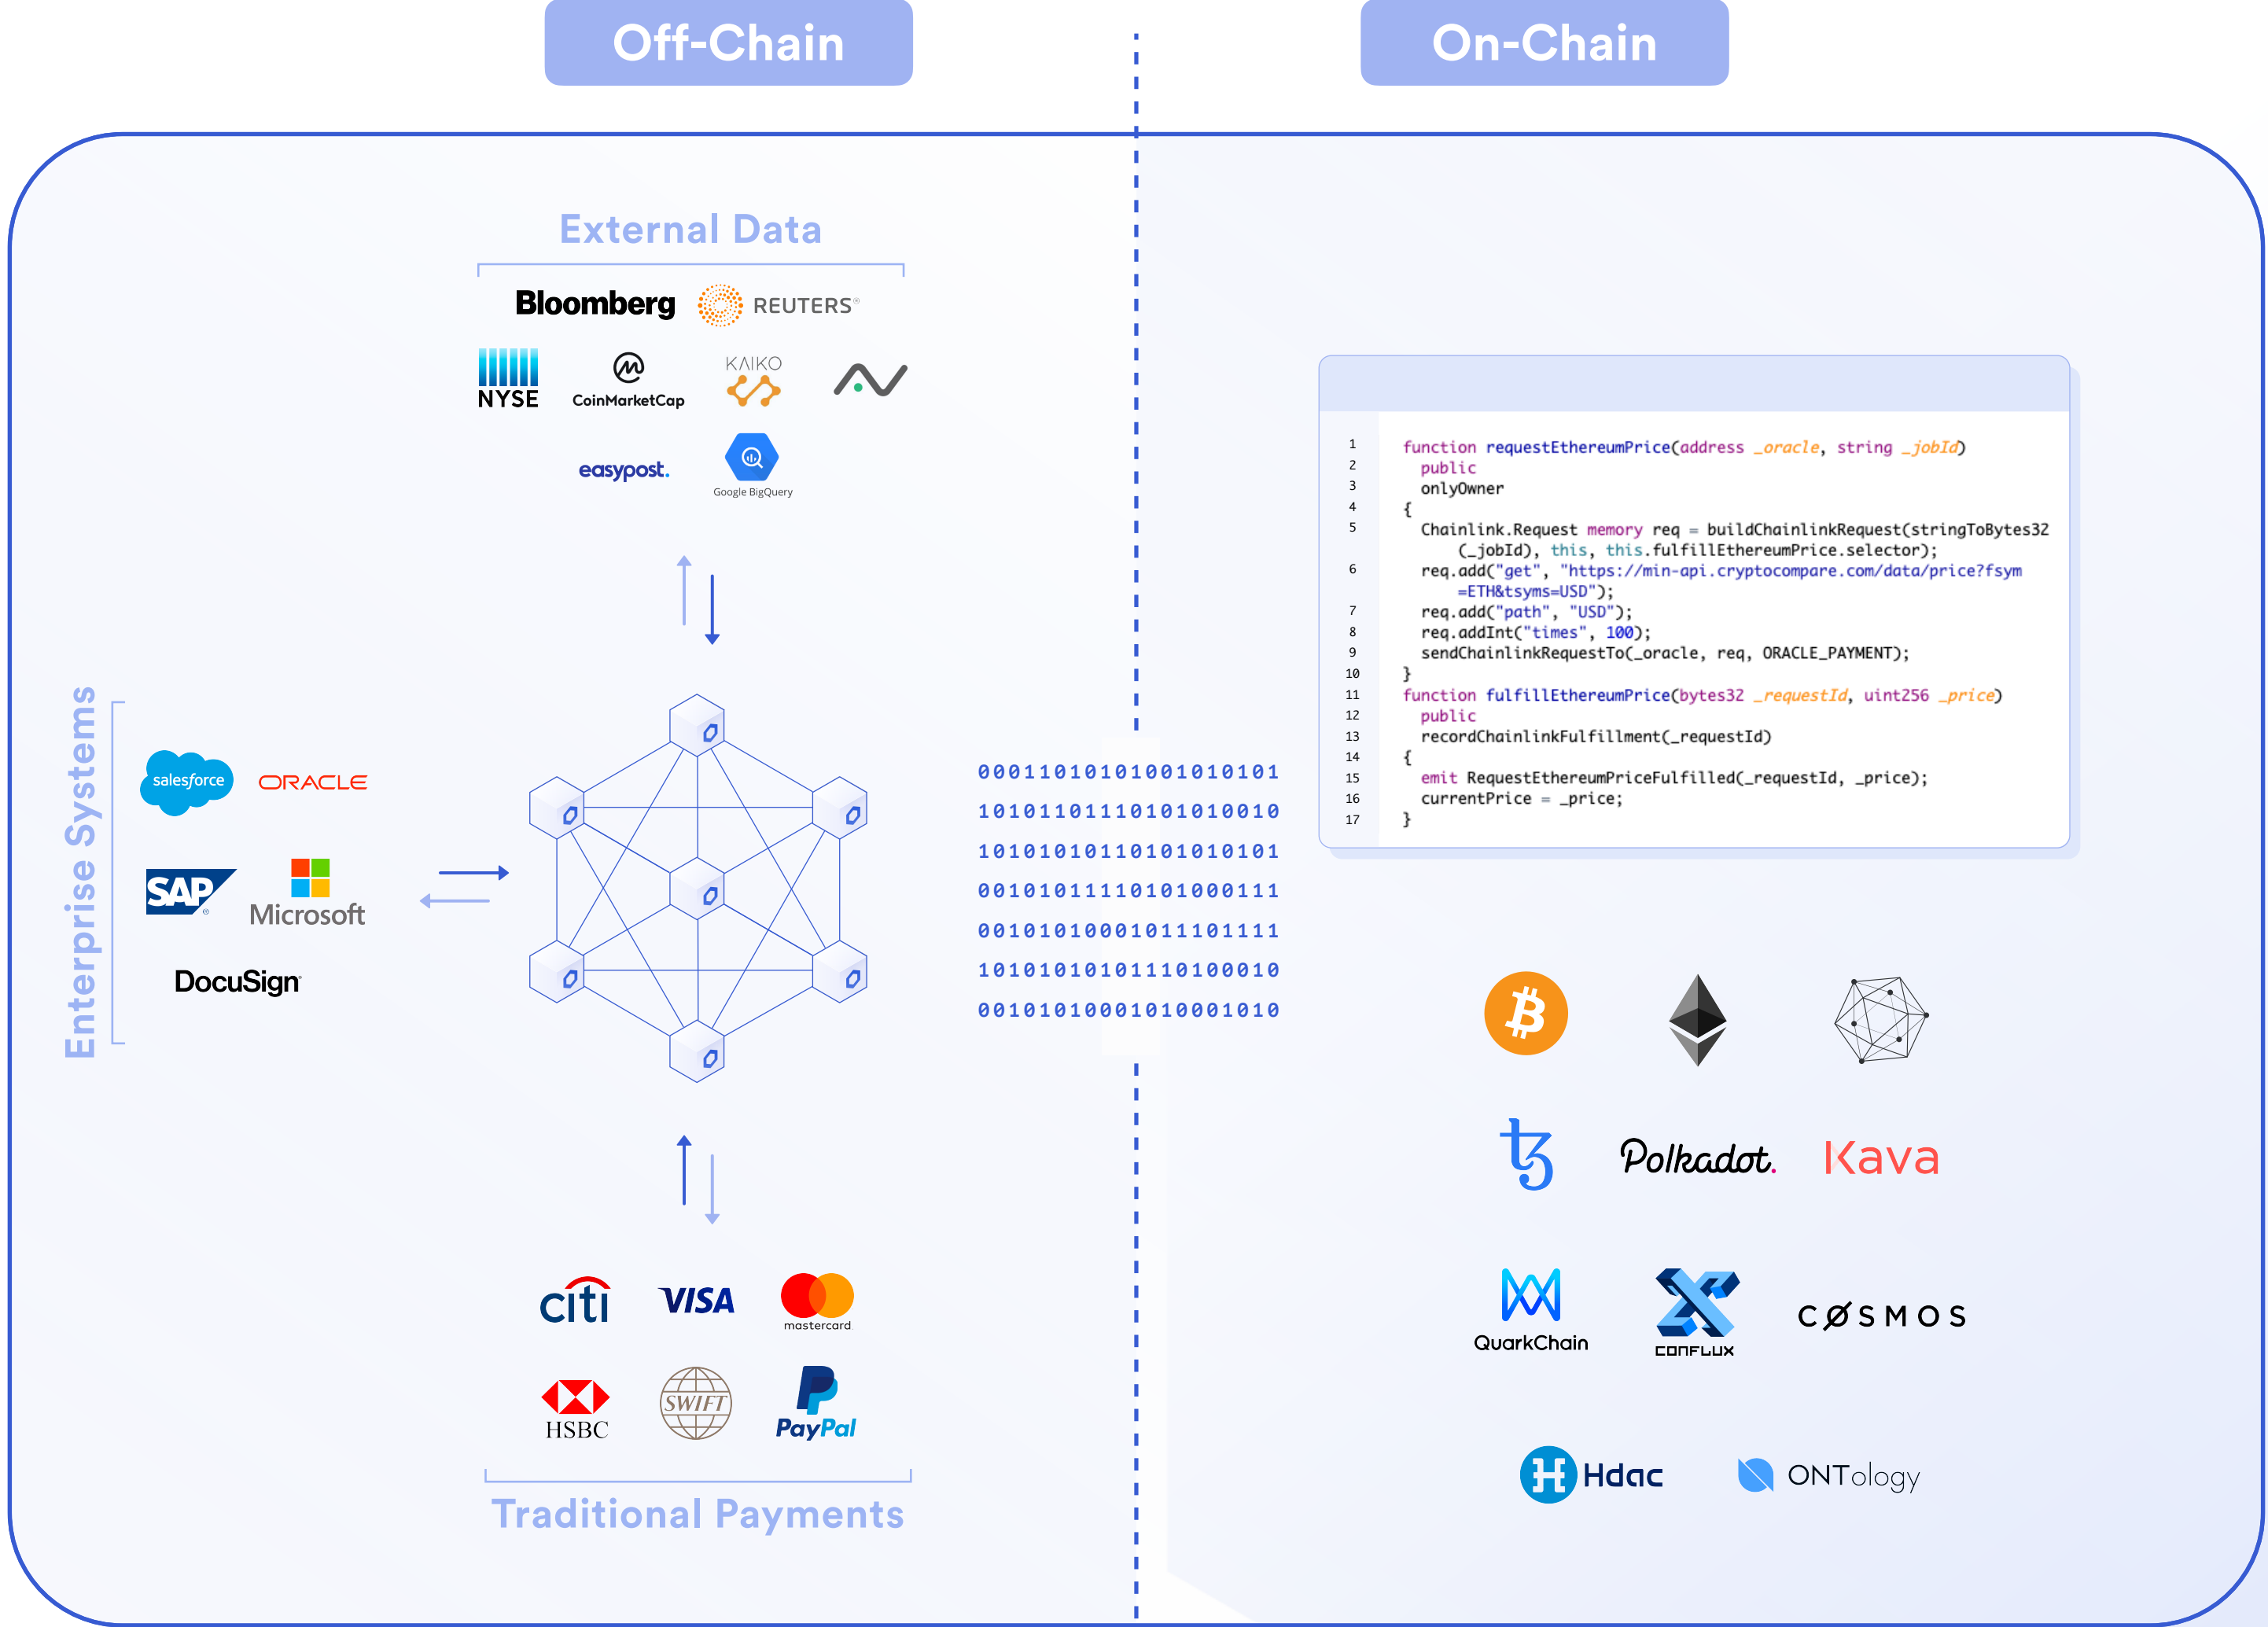 Off-Chain
On-Chain
External Data
Bloomberg
REUTERS®
NYSE
CoinMarketCap
KAIKO
easypost.
Google BigQuery
Enterprise Systems
salesforce
ORACLE
SAP®
Microsoft
DocuSign
00011010101001010101
10101101110101010010
10101010110101010101
00101011110101000111
00101010001011101111
10101010101110100010
00101010001010001010
citi
VISA
mastercard
HSBC
SWIFT
PayPal
Traditional Payments
1 function requestEthereumPrice(address _oracle, string _jobId)
2 public
3 onlyOwner
4 {
5 Chainlink.Request memory req = buildChainlinkRequest(stringToBytes32
(_jobId), this, this.fulfillEthereumPrice.selector);
6 req.add("get", "https://min-api.cryptocompare.com/data/price?fsym
=ETH&tsyms=USD");
7 req.add("path", "USD");
8 req.addInt("times", 100);
9 sendChainlinkRequestTo(_oracle, req, ORACLE_PAYMENT);
10 }
11 function fulfillEthereumPrice(bytes32 _requestId, uint256 _price)
12 public
13 recordChainlinkFulfillment(_requestId)
14 {
15 emit RequestEthereumPriceFulfilled(_requestId, _price);
16 currentPrice = _price;
17 }
Polkadot.
Kava
QuarkChain
CONFLUX
CØSMOS
Hdac
ONTology